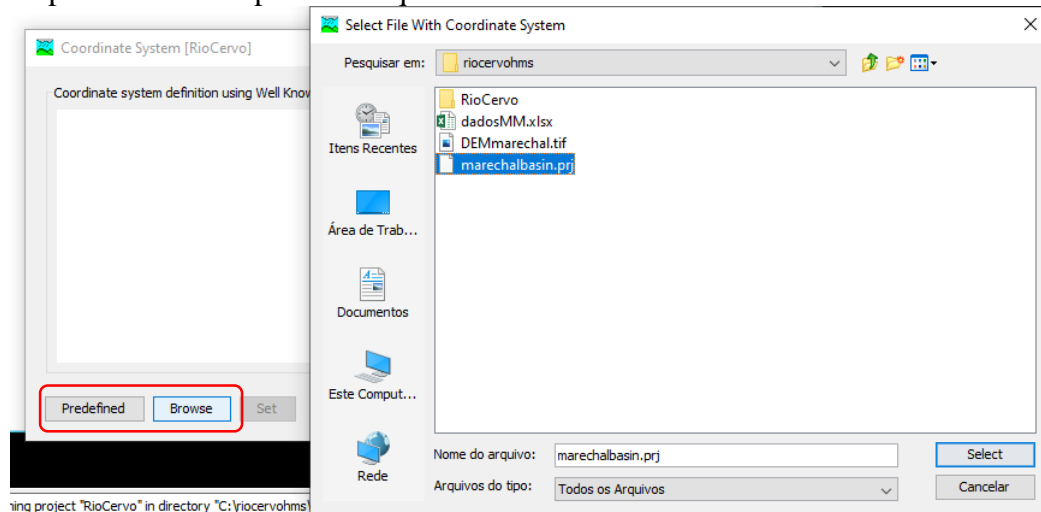 Select File With Coordinate System
Coordinate System [RioCervo]
Pesquisar em:
riocervohms
Coordinate system definition using Well Know
RioCervo
dadosMM.xlsx
DEMmarechal.tif
marechalbasin.prj
Itens Recentes
Área de Trab...
Documentos
Este Comput...
Rede
Predefined
Browse
Set
Nome do arquivo:
marechalbasin.prj
Select
Arquivos do tipo:
Todos os Arquivos
Cancelar
project "RioCervo" in directory "C:\riocervohms\